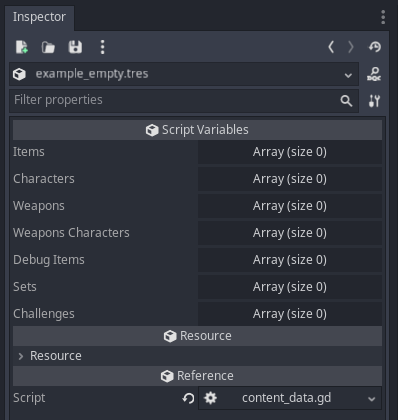 Inspector
example_empty.tres
DOC
Filter properties
Script Variables
Items Array (size 0)
Characters Array (size 0)
Weapons Array (size 0)
Weapons Characters Array (size 0)
Debug Items Array (size 0)
Sets Array (size 0)
Challenges Array (size 0)
Resource
Resource
Reference
Script content_data.gd